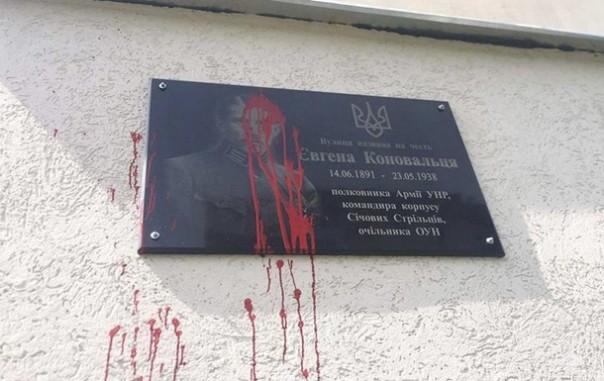 Вулиця названа на честь
Євгена Коновальця
14.06.1891 - 23.05.1938
полковника Армії УНР,
командира корпусу
Січових Стрільців,
очільника ОУН